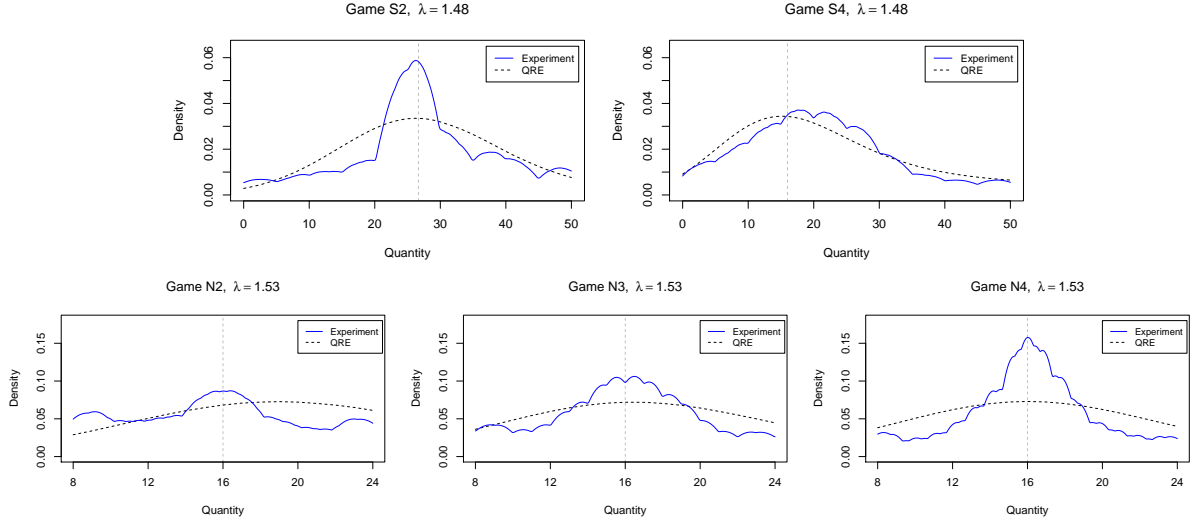 Game S2, λ = 1.48
Density
0.00 0.02 0.04 0.06
Experiment
QRE
0 10 20 30 40 50
Quantity
Game S4, λ = 1.48
Density
0.00 0.02 0.04 0.06
Experiment
QRE
0 10 20 30 40 50
Quantity
Game N2, λ = 1.53
Density
0.00 0.05 0.10 0.15
Experiment
QRE
8 12 16 20 24
Quantity
Game N3, λ = 1.53
Density
0.00 0.05 0.10 0.15
Experiment
QRE
8 12 16 20 24
Quantity
Game N4, λ = 1.53
Density
0.00 0.05 0.10 0.15
Experiment
QRE
8 12 16 20 24
Quantity